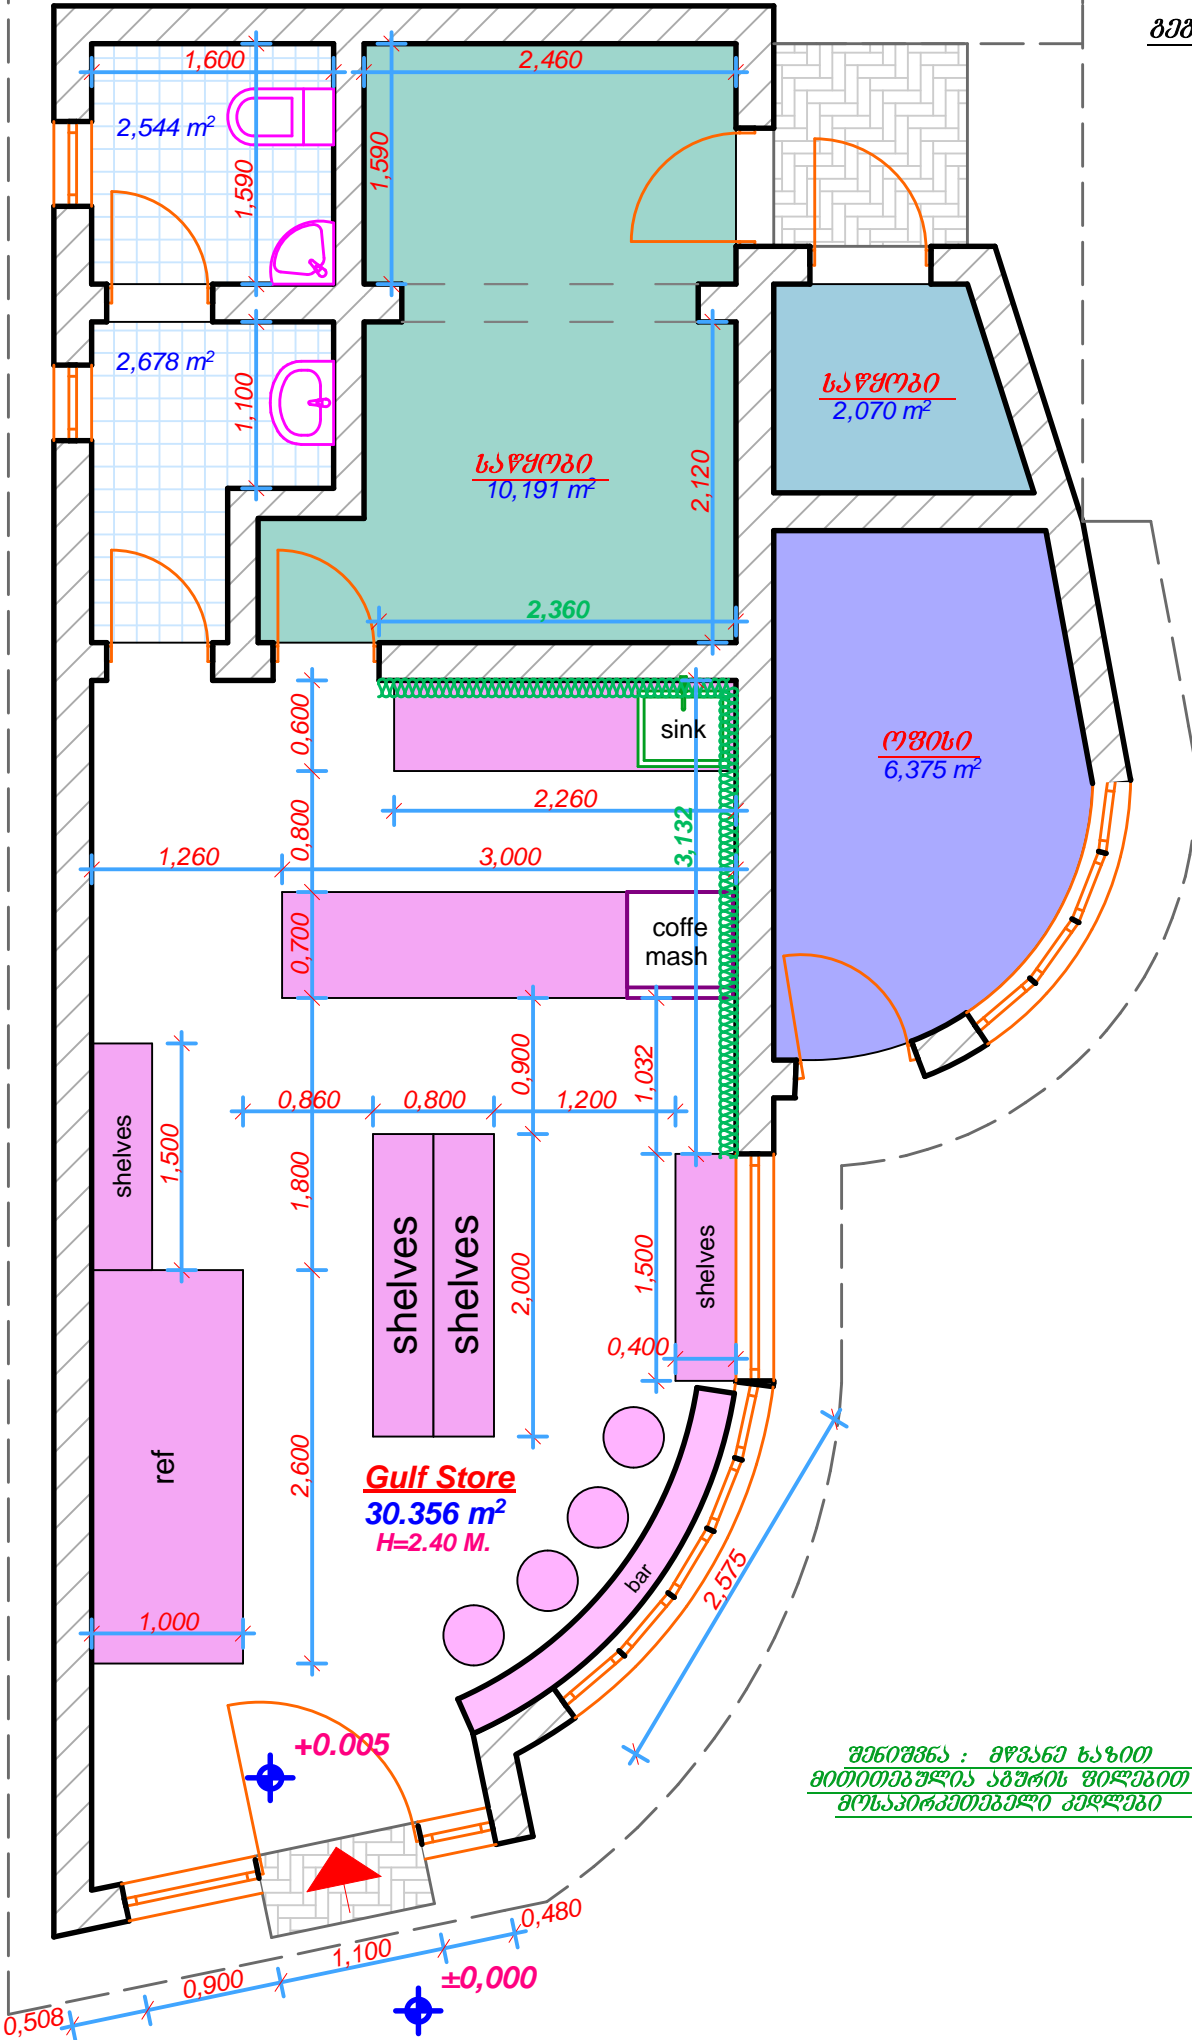 გეგ
1,600
2,460
2,544 m²
1,590
1,590
2,678 m²
1,100
საწყობი
2,070 m²
საწყობი
10,191 m²
2,120
2,360
0,600
sink
ოფისი
6,375 m²
2,260
0,800
3,132
1,260
3,000
0,700
coffe
mash
0,900
1,032
0,860
0,800
1,200
shelves
1,500
1,800
shelves
shelves
2,000
1,500
shelves
0,400
ref
2,600
Gulf Store
30.356 m²
H=2.40 M.
bar
2,575
1,000
+0.005
შენიშვნა : მწვანე ხაზით
მითითებულია აგურის ფილებით
მოსაპირკეთებელი კედლები
0,480
1,100
0,900
±0,000
0,508